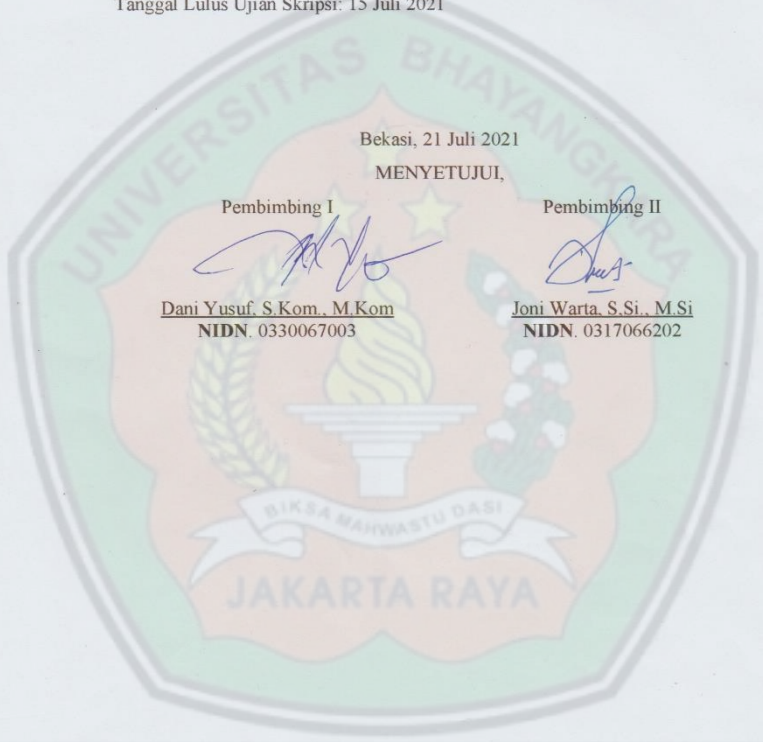 Tanggal Lulus Ujian Skripsi: 15 Juli 2021
UNIVERSITAS BHAYANGKARA
Bekasi, 21 Juli 2021
MENYETUJUI,
Pembimbing I Pembimbing II
Dani Yusuf, S.Kom., M.Kom Joni Warta, S.Si., M.Si
NIDN. 0330067003 NIDN. 0317066202
BIKSA MAHWASTU DASI
JAKARTA RAYA